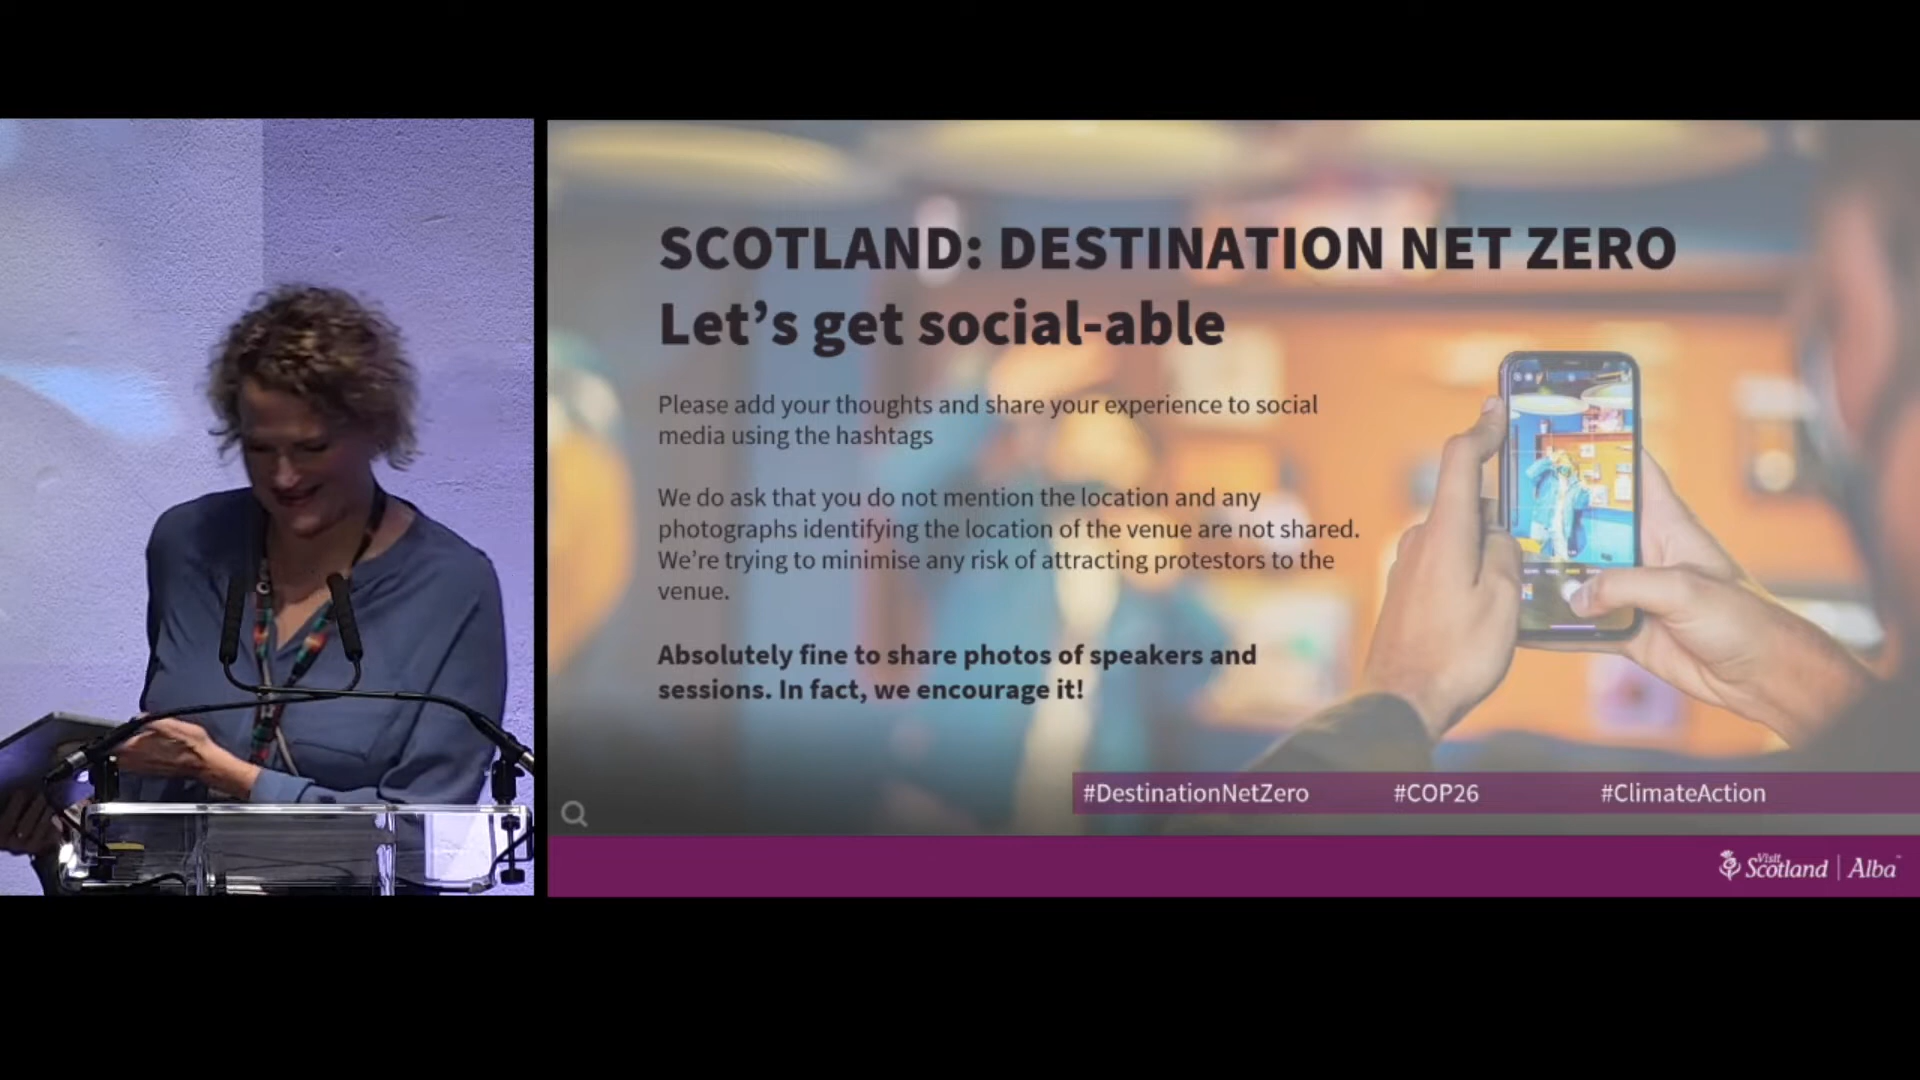 SCOTLAND: DESTINATION NET ZERO
Let's get social-able
Please add your thoughts and share your experience to social
media using the hashtags
We do ask that you do not mention the location and any
photographs identifying the location of the venue are not shared.
We're trying to minimise any risk of attracting protestors to the
venue.
Absolutely fine to share photos of speakers and
sessions. In fact, we encourage it!
#DestinationNetZero #COP26 #ClimateAction
Visit
Scotland | Alba